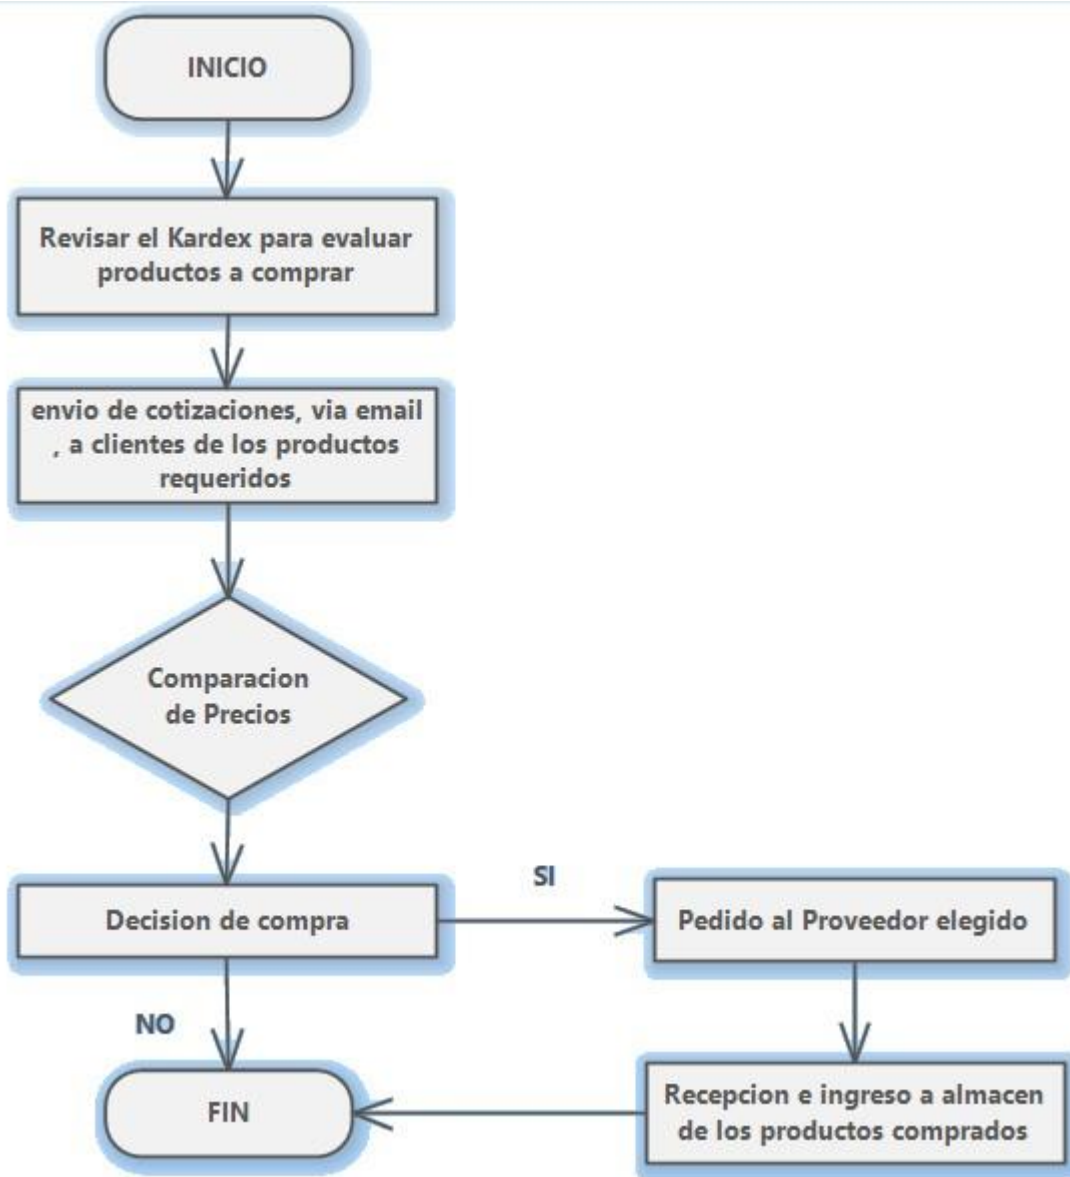 INICIO
Revisar el Kardex para evaluar
productos a comprar
envio de cotizaciones, via email
, a clientes de los productos
requeridos
Comparacion
de Precios
Decision de compra
SI
Pedido al Proveedor elegido
NO
FIN
Recepcion e ingreso a almacen
de los productos comprados